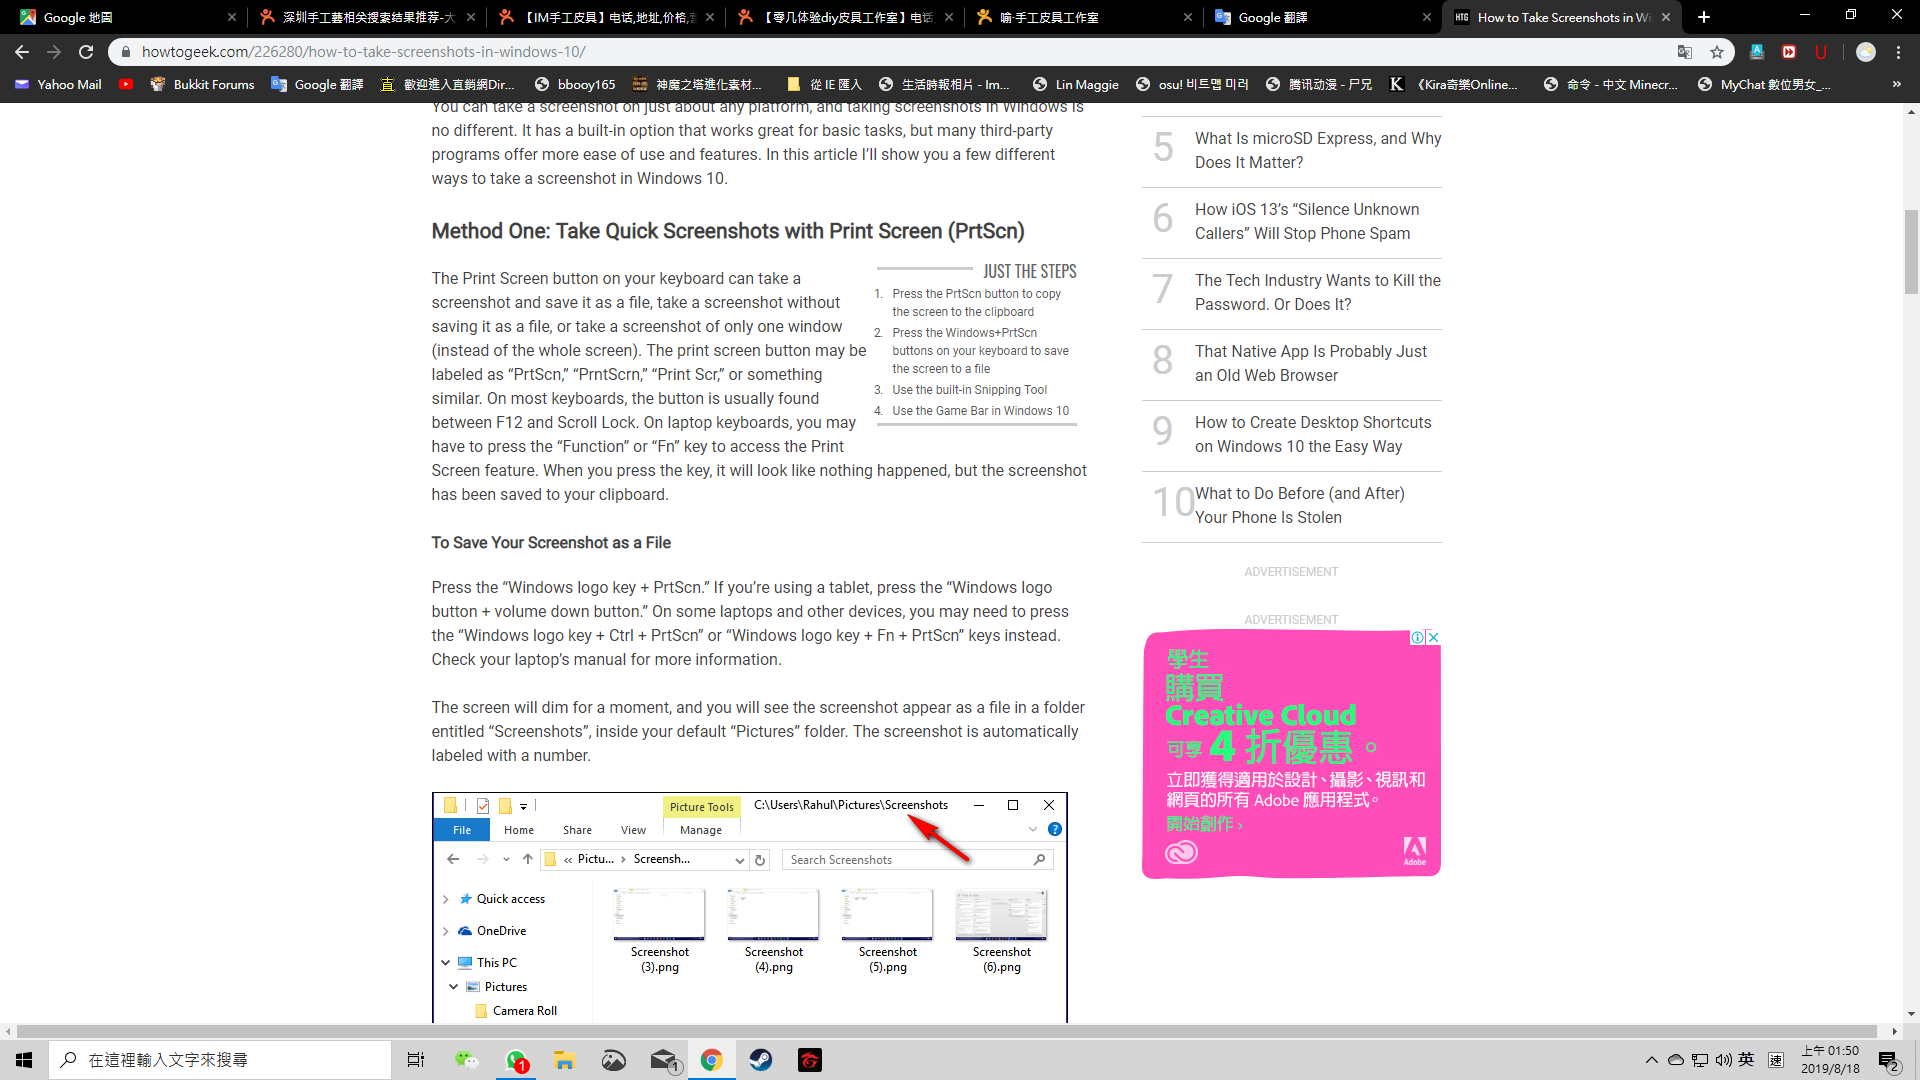 Google 地圖
深圳手工藝相关搜索结果推荐-大
【IM手工皮具】电话,地址,价格,营
【零几体验diy皮具工作室】电话,
喻·手工皮具工作室
Google 翻譯
How to Take Screenshots in Wi
howtogeek.com/226280/how-to-take-screenshots-in-windows-10/
Yahoo Mail
Bukkit Forums
Google 翻譯
歡迎進入直銷網Dir...
bbooy165
神魔之塔進化素材...
從 IE 匯入
生活時報相片 - Im...
Lin Maggie
osu! 비트맵 미러
腾讯动漫 - 尸兄
《Kira奇樂Online...
命令 - 中文 Minecr...
MyChat 數位男女_...
»
You can take a screenshot on just about any platform, and taking screenshots in Windows is
no different. It has a built-in option that works great for basic tasks, but many third-party
programs offer more ease of use and features. In this article I’ll show you a few different
ways to take a screenshot in Windows 10.
Method One: Take Quick Screenshots with Print Screen (PrtScn)
The Print Screen button on your keyboard can take a
screenshot and save it as a file, take a screenshot without
saving it as a file, or take a screenshot of only one window
(instead of the whole screen). The print screen button may be
labeled as “PrtScn,” “PrntScrn,” “Print Scr,” or something
similar. On most keyboards, the button is usually found
between F12 and Scroll Lock. On laptop keyboards, you may
have to press the “Function” or “Fn” key to access the Print
Screen feature. When you press the key, it will look like nothing happened, but the screenshot
has been saved to your clipboard.
JUST THE STEPS
1. Press the PrtScn button to copy
the screen to the clipboard
2. Press the Windows+PrtScn
buttons on your keyboard to save
the screen to a file
3. Use the built-in Snipping Tool
4. Use the Game Bar in Windows 10
To Save Your Screenshot as a File
Press the “Windows logo key + PrtScn.” If you’re using a tablet, press the “Windows logo
button + volume down button.” On some laptops and other devices, you may need to press
the “Windows logo key + Ctrl + PrtScn” or “Windows logo key + Fn + PrtScn” keys instead.
Check your laptop’s manual for more information.
The screen will dim for a moment, and you will see the screenshot appear as a file in a folder
entitled “Screenshots”, inside your default “Pictures” folder. The screenshot is automatically
labeled with a number.
Picture Tools
C:\Users\Rahul\Pictures\Screenshots
File
Home
Share
View
Manage
« Pictu... › Screensh...
Search Screenshots
Quick access
OneDrive
This PC
Pictures
Camera Roll
Screenshot
(3).png
Screenshot
(4).png
Screenshot
(5).png
Screenshot
(6).png
5 What Is microSD Express, and Why
Does It Matter?
6 How iOS 13’s “Silence Unknown
Callers” Will Stop Phone Spam
7 The Tech Industry Wants to Kill the
Password. Or Does It?
8 That Native App Is Probably Just
an Old Web Browser
9 How to Create Desktop Shortcuts
on Windows 10 the Easy Way
10 What to Do Before (and After)
Your Phone Is Stolen
ADVERTISEMENT
ADVERTISEMENT
學生
購買
Creative Cloud
可享 4 折優惠。
立即獲得適用於設計、攝影、視訊和
網頁的所有 Adobe 應用程式。
開始創作 ›
Adobe
在這裡輸入文字來搜尋
1
1
英
速
上午 01:50
2019/8/18
2